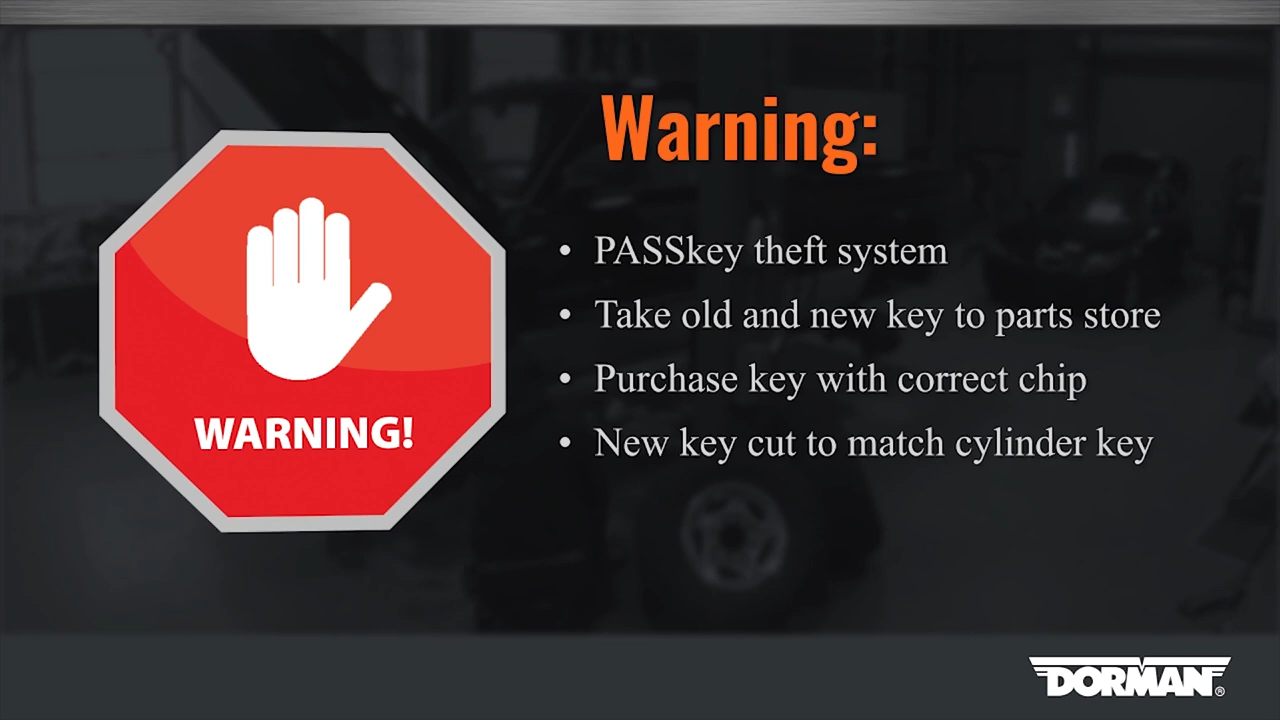 Warning:
WARNING!
• PASSkey theft system
• Take old and new key to parts store
• Purchase key with correct chip
• New key cut to match cylinder key
DORMAN®